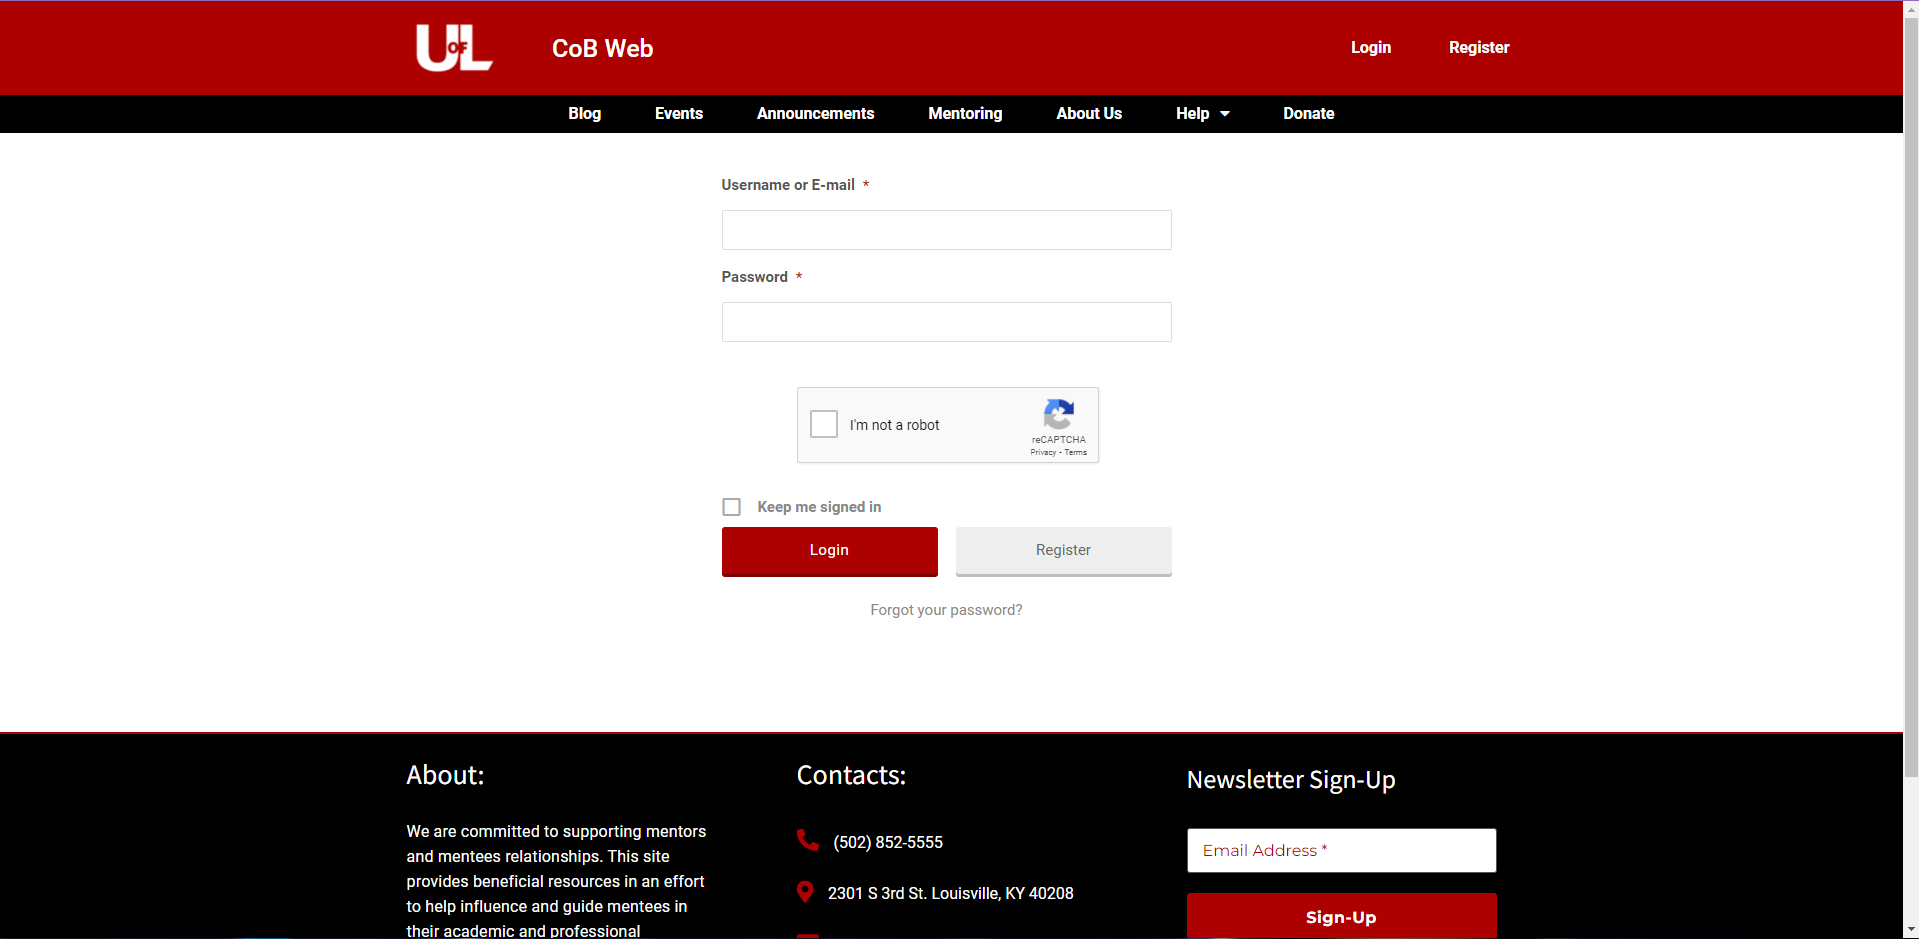 UofL
CoB Web
Login
Register
Blog
Events
Announcements
Mentoring
About Us
Help
Donate
Username or E-mail *
Password *
I'm not a robot
reCAPTCHA
Privacy - Terms
Keep me signed in
Login
Register
Forgot your password?
About:
We are committed to supporting mentors
and mentees relationships. This site
provides beneficial resources in an effort
to help influence and guide mentees in
their academic and professional
Contacts:
(502) 852-5555
2301 S 3rd St. Louisville, KY 40208
Newsletter Sign-Up
Email Address *
Sign-Up